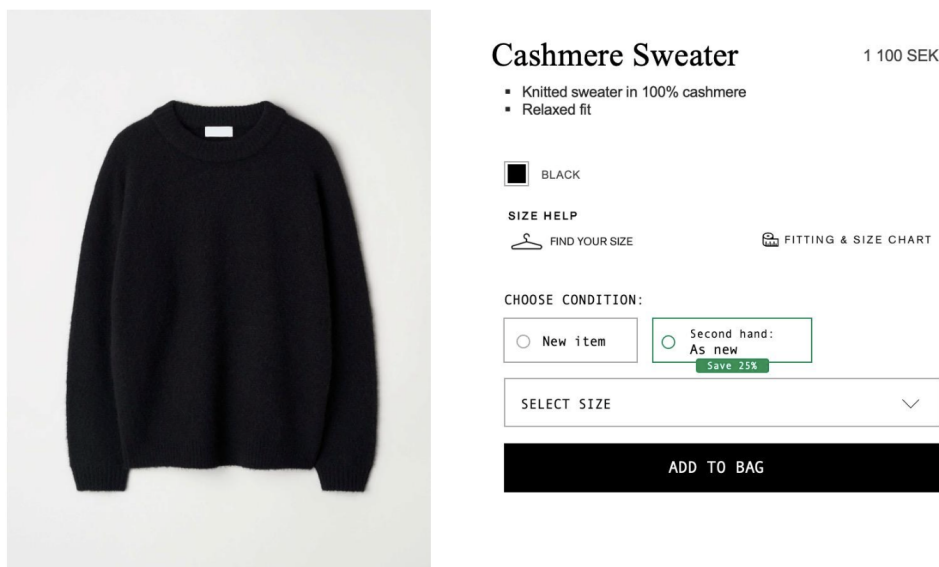 Cashmere Sweater
1 100 SEK
Knitted sweater in 100% cashmere
Relaxed fit
BLACK
SIZE HELP
FIND YOUR SIZE
FITTING & SIZE CHART
CHOOSE CONDITION:
New item
Second hand:
As new
Save 25%
SELECT SIZE
ADD TO BAG